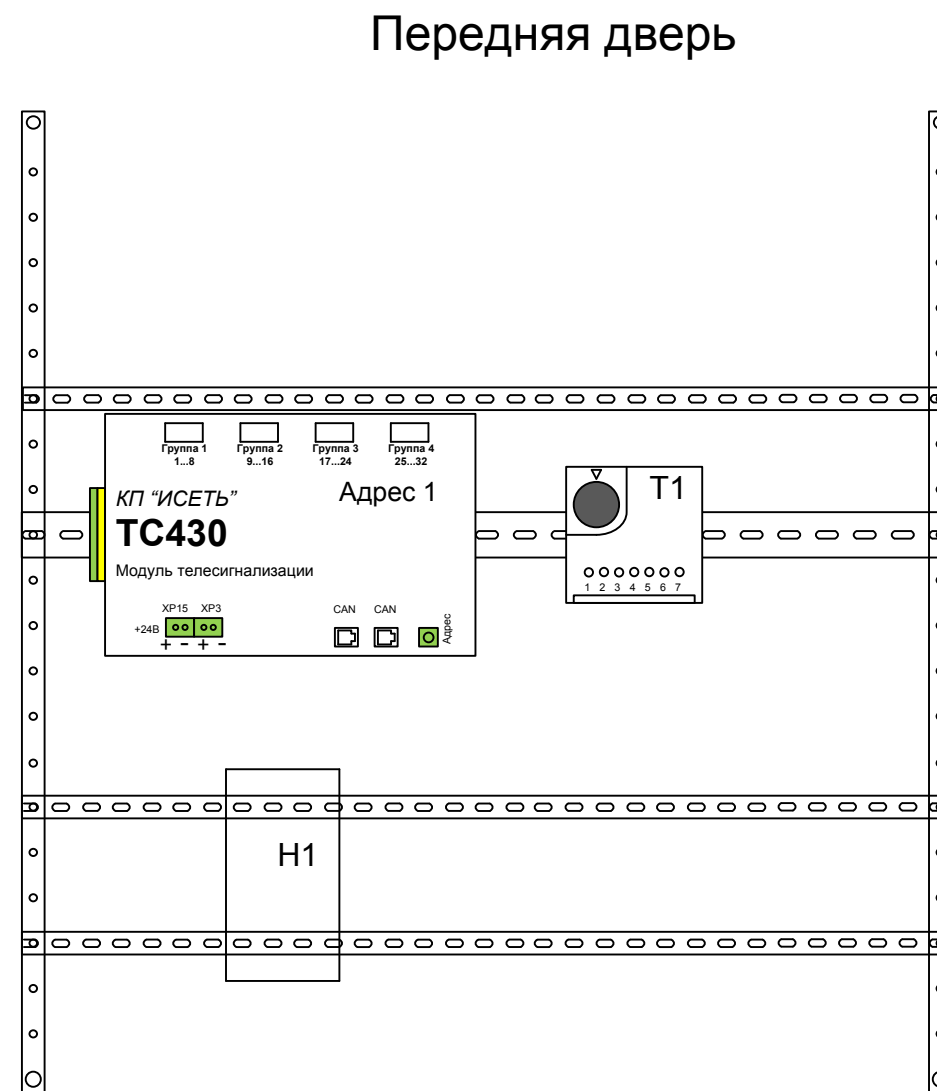 Передняя дверь
Группа 1 Группа 2 Группа 3 Группа 4
1...8 9...16 17...24 25...32
КП “ИСЕТЬ” Адрес 1
ТС430
Модуль телесигнализации
XP15 XP3 CAN CAN
+24В Адрес
+ - + -
T1
1 2 3 4 5 6 7
H1